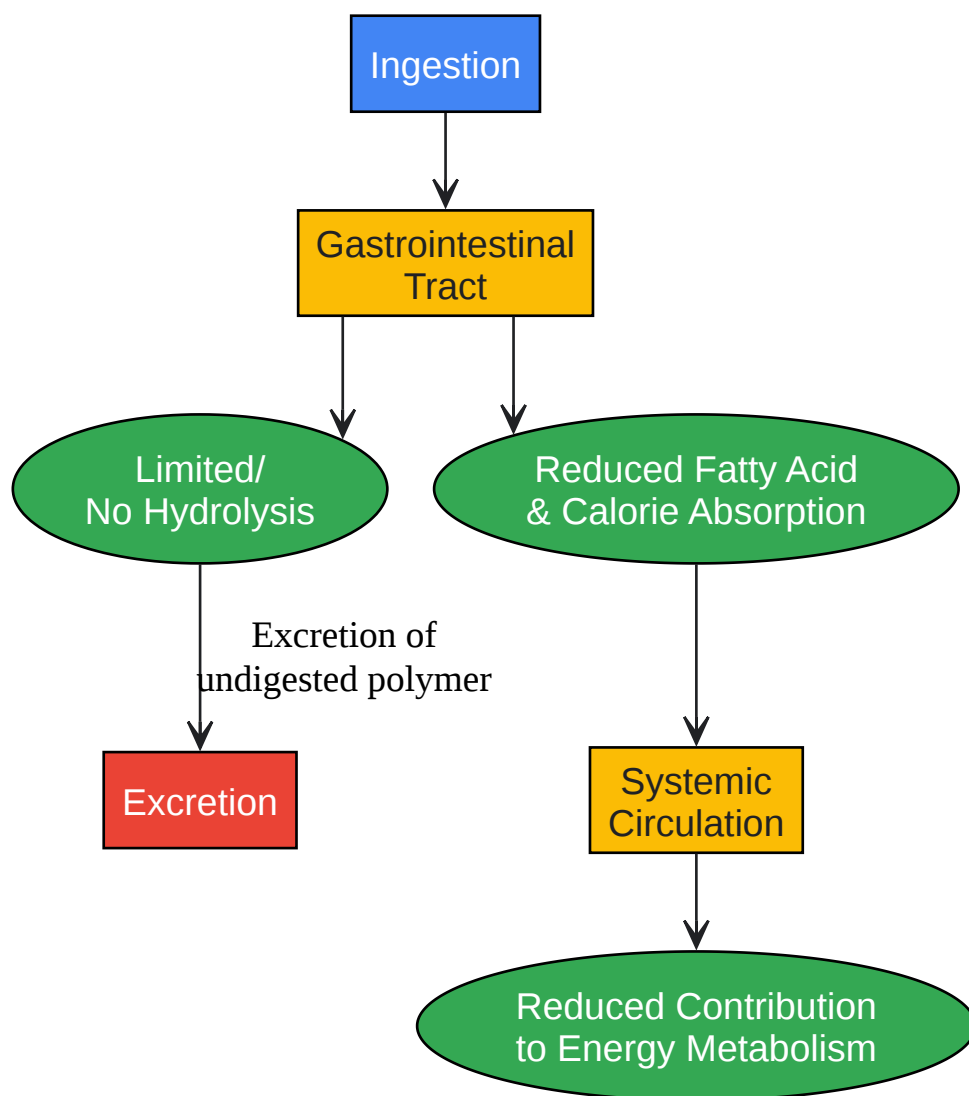 Ingestion
Gastrointestinal
Tract
Limited/
No Hydrolysis
Reduced Fatty Acid
& Calorie Absorption
Excretion of
undigested polymer
Excretion
Systemic
Circulation
Reduced Contribution
to Energy Metabolism